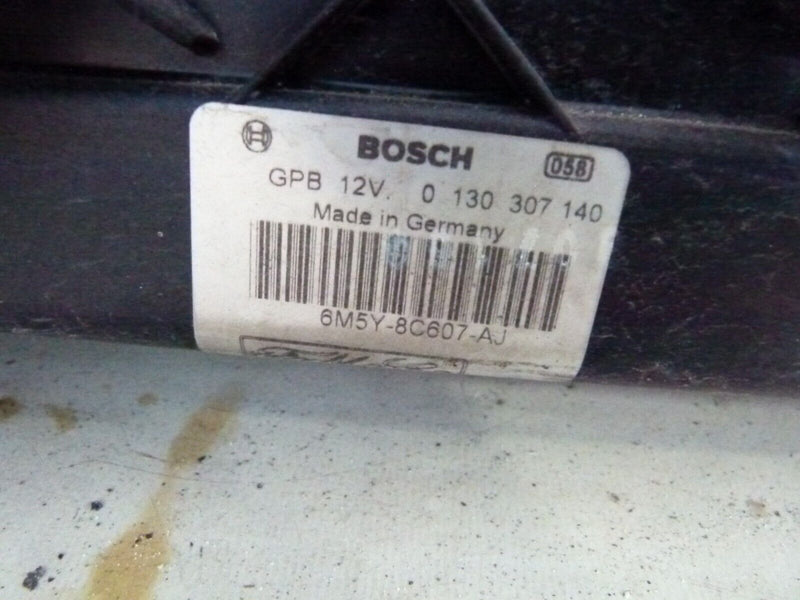 BOSCH 058
GPB 12V. 0 130 307 140
Made in Germany
6M5Y-8C607-AJ